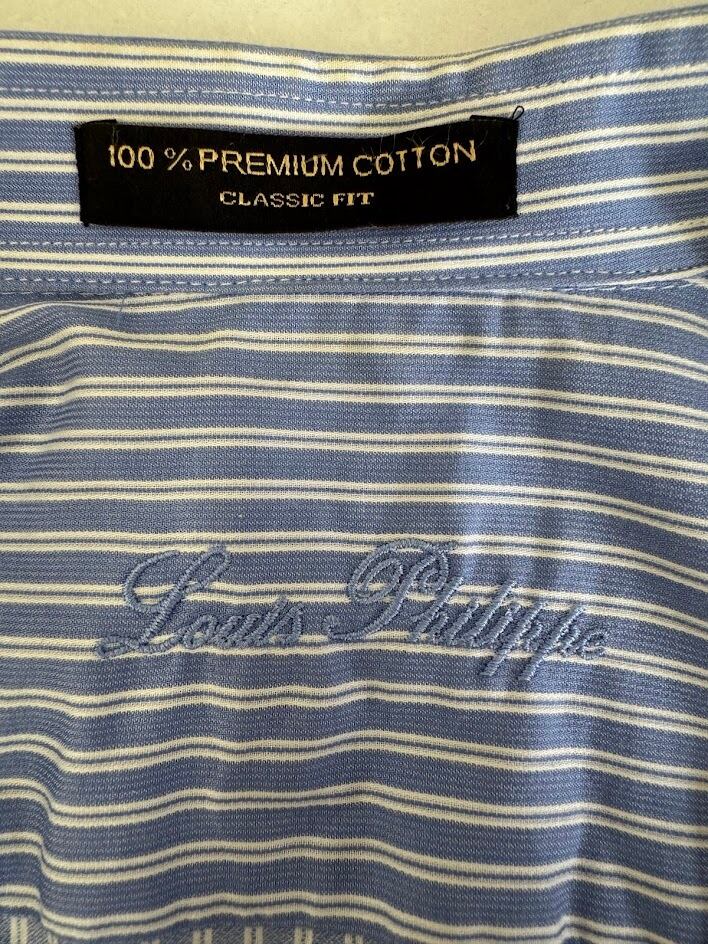 100 % PREMIUM COTTON
CLASSIC FIT
Louis Philippe